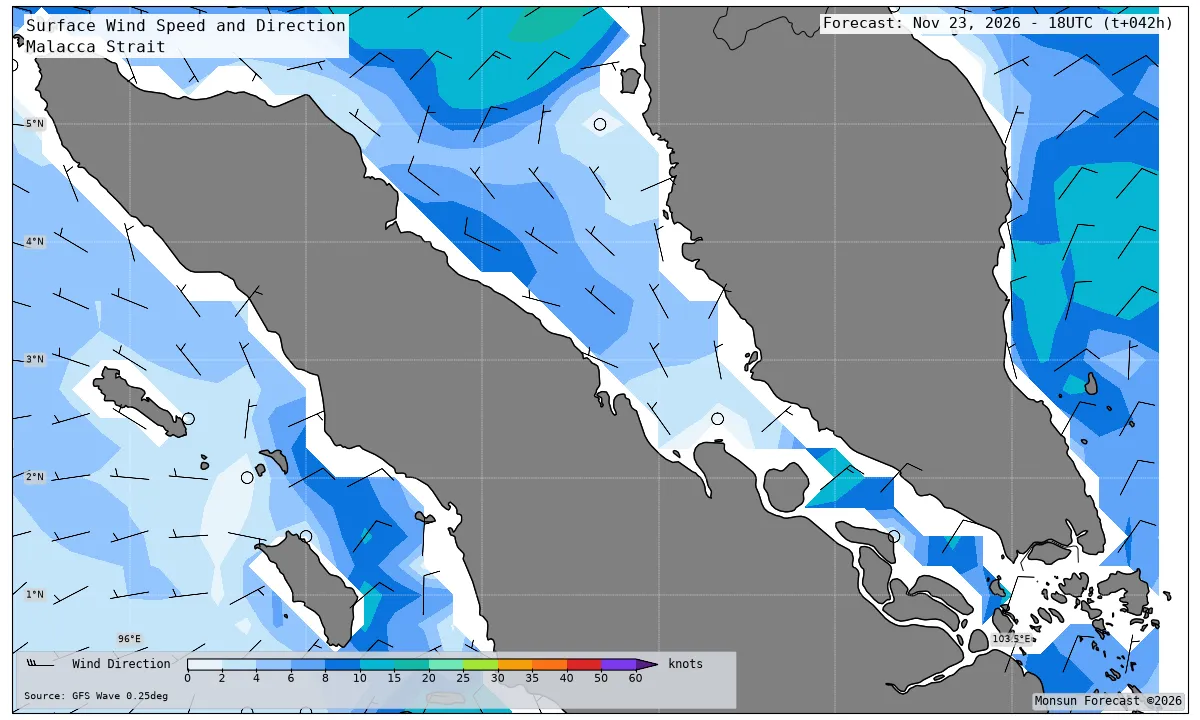 Surface Wind Speed and Direction
Malacca Strait
Forecast: Nov 23, 2026 - 18UTC (t+042h)
5°N
4°N
3°N
2°N
1°N
96°E
103.5°E
Wind Direction
knots
0 2 4 6 8 10 15 20 25 30 35 40 50 60
Source: GFS Wave 0.25deg
Monsun Forecast ©2026